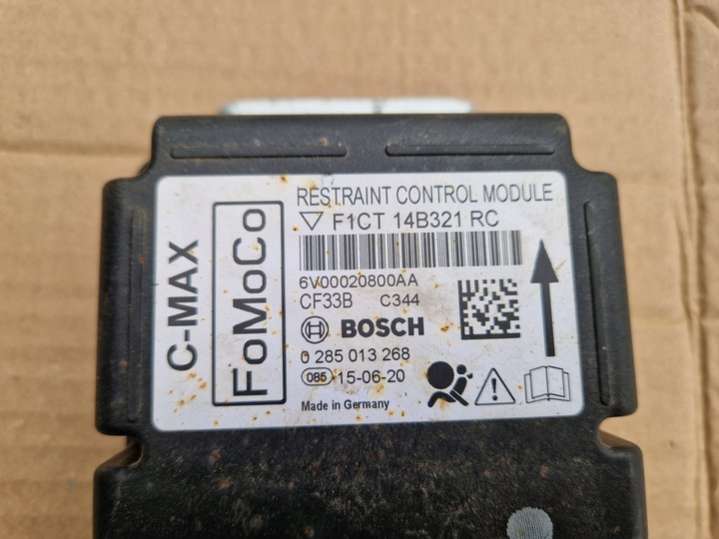 C-MAX
FoMoCo
RESTRAINT CONTROL MODULE
F1CT 14B321 RC
6V00020800AA
CF33B C344
BOSCH
0 285 013 268
085 15-06-20
Made in Germany